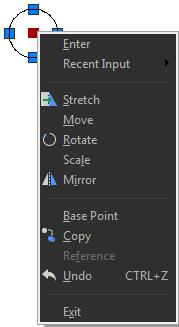 Enter
Recent Input
Stretch
Move
Rotate
Scale
Mirror
Base Point
Copy
Reference
Undo CTRL+Z
Exit